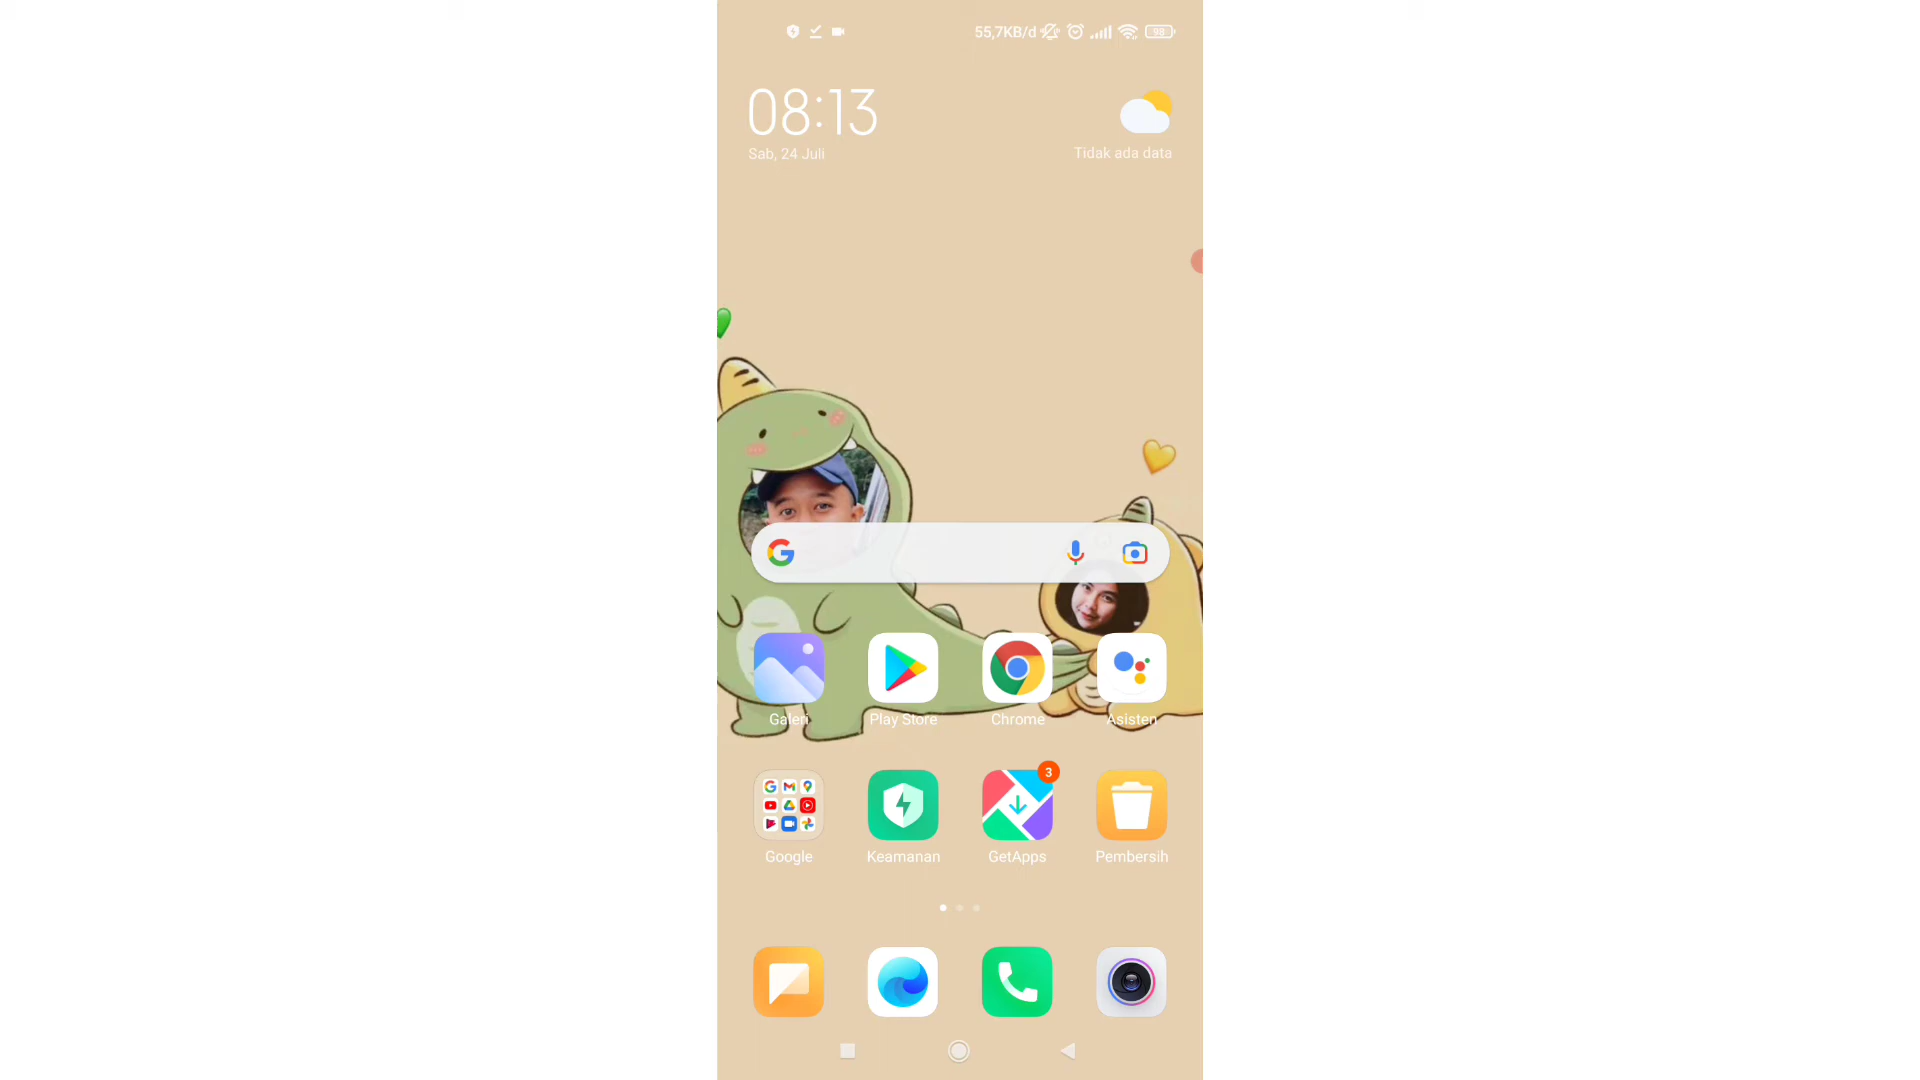 55,7KB/d 98
08:13
Sab, 24 Juli
Tidak ada data
Galeri Play Store Chrome Asisten
3
Google Keamanan GetApps Pembersih